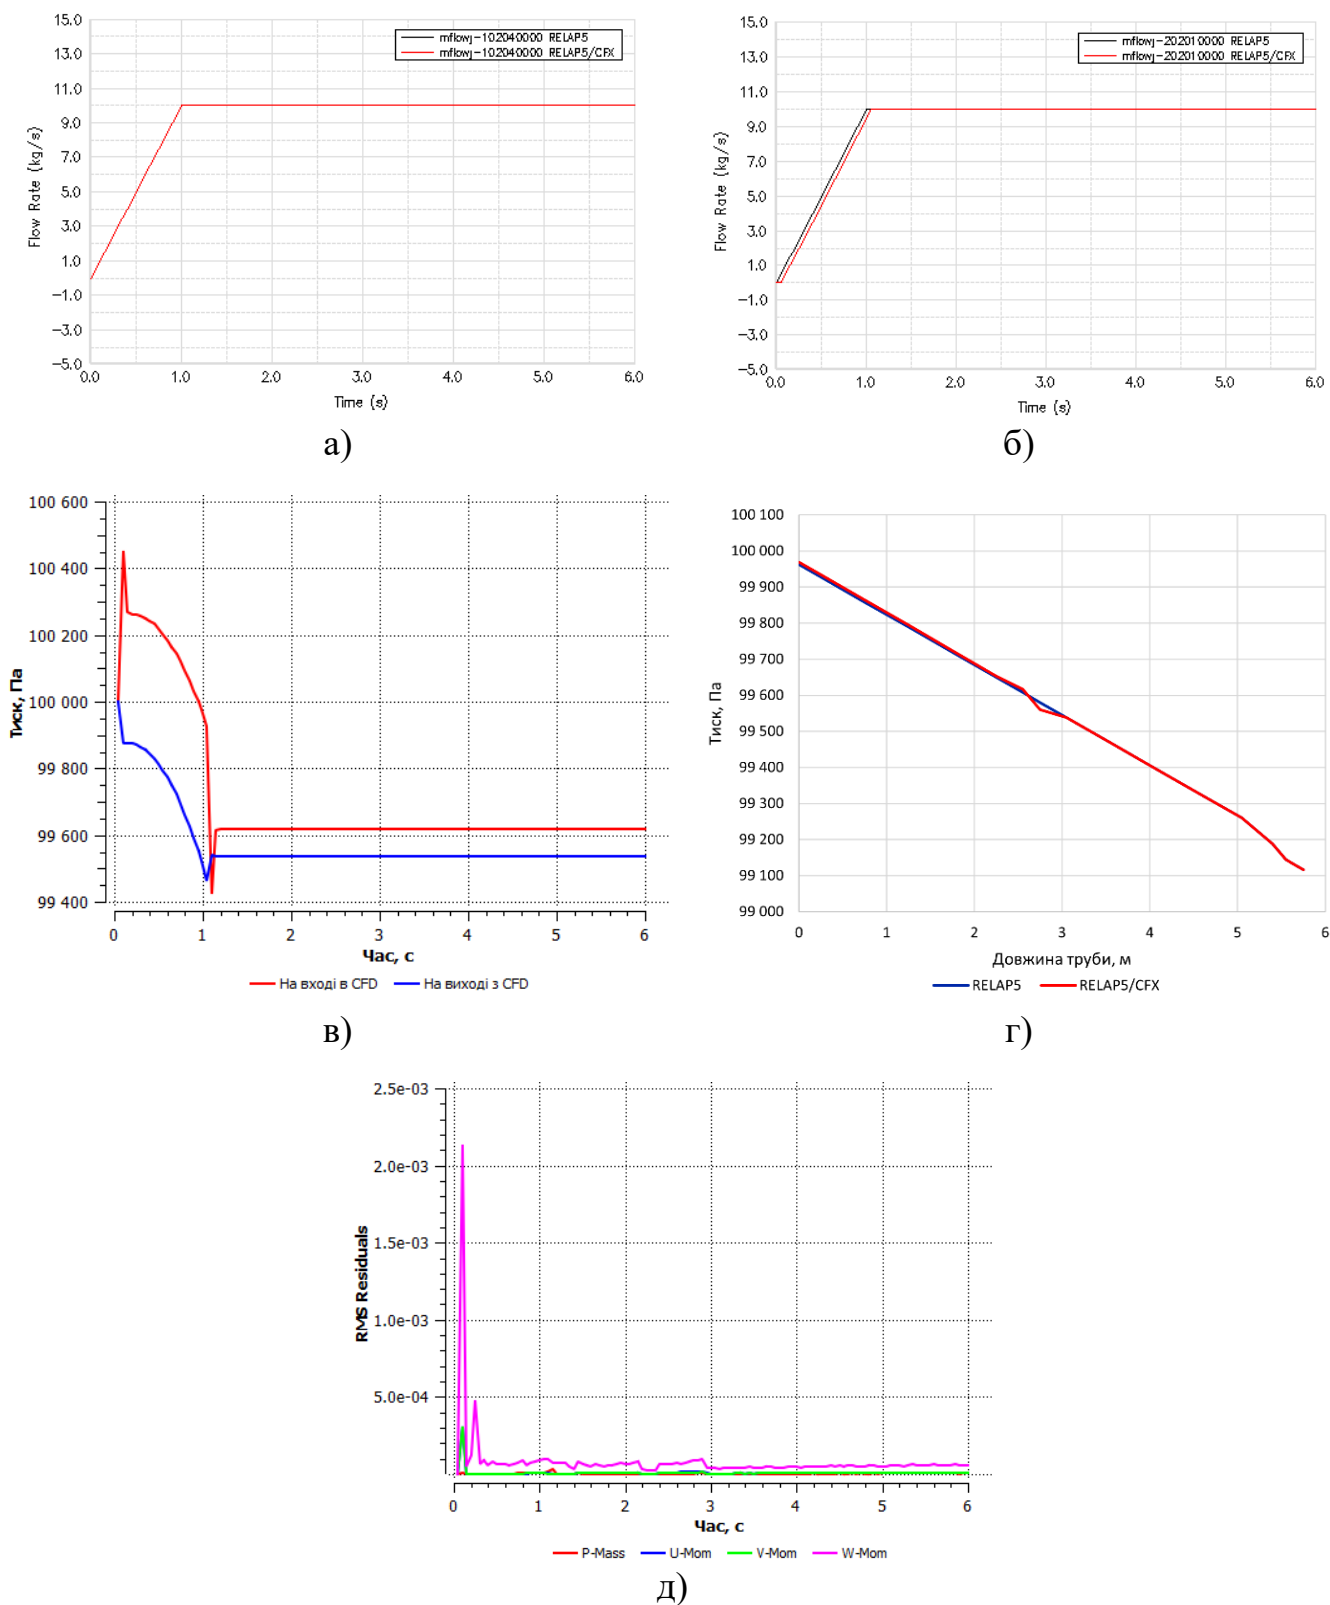 15.0
13.0
11.0
9.0
7.0
5.0
3.0
1.0
−1.0
−3.0
−5.0
Flow Rate (kg/s)
mflowj-102040000 RELAP5
mflowj-102040000 RELAP5/CFX
0.0 1.0 2.0 3.0 4.0 5.0 6.0
Time (s)
а)
15.0
13.0
11.0
9.0
7.0
5.0
3.0
1.0
−1.0
−3.0
−5.0
Flow Rate (kg/s)
mflowj-202010000 RELAP5
mflowj-202010000 RELAP5/CFX
0.0 1.0 2.0 3.0 4.0 5.0 6.0
Time (s)
б)
100 600
100 400
100 200
100 000
99 800
99 600
99 400
Тиск, Па
0 1 2 3 4 5 6
Час, с
На вході в CFD На виході з CFD
в)
100 100
100 000
99 900
99 800
99 700
99 600
99 500
99 400
99 300
99 200
99 100
99 000
Тиск, Па
0 1 2 3 4 5 6
Довжина труби, м
RELAP5 RELAP5/CFX
г)
2.5e-03
2.0e-03
1.5e-03
1.0e-03
5.0e-04
RMS Residuals
0 1 2 3 4 5 6
Час, с
P-Mass U-Mom V-Mom W-Mom
д)